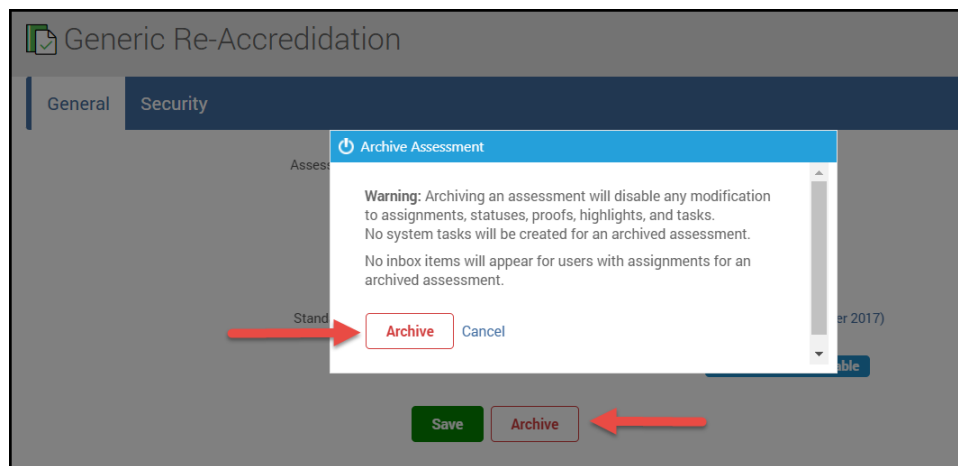 Generic Re-Accredidation
General Security
Archive Assessment
Warning: Archiving an assessment will disable any modification
to assignments, statuses, proofs, highlights, and tasks.
No system tasks will be created for an archived assessment.
No inbox items will appear for users with assignments for an
archived assessment.
Archive Cancel
2017)
Save Archive